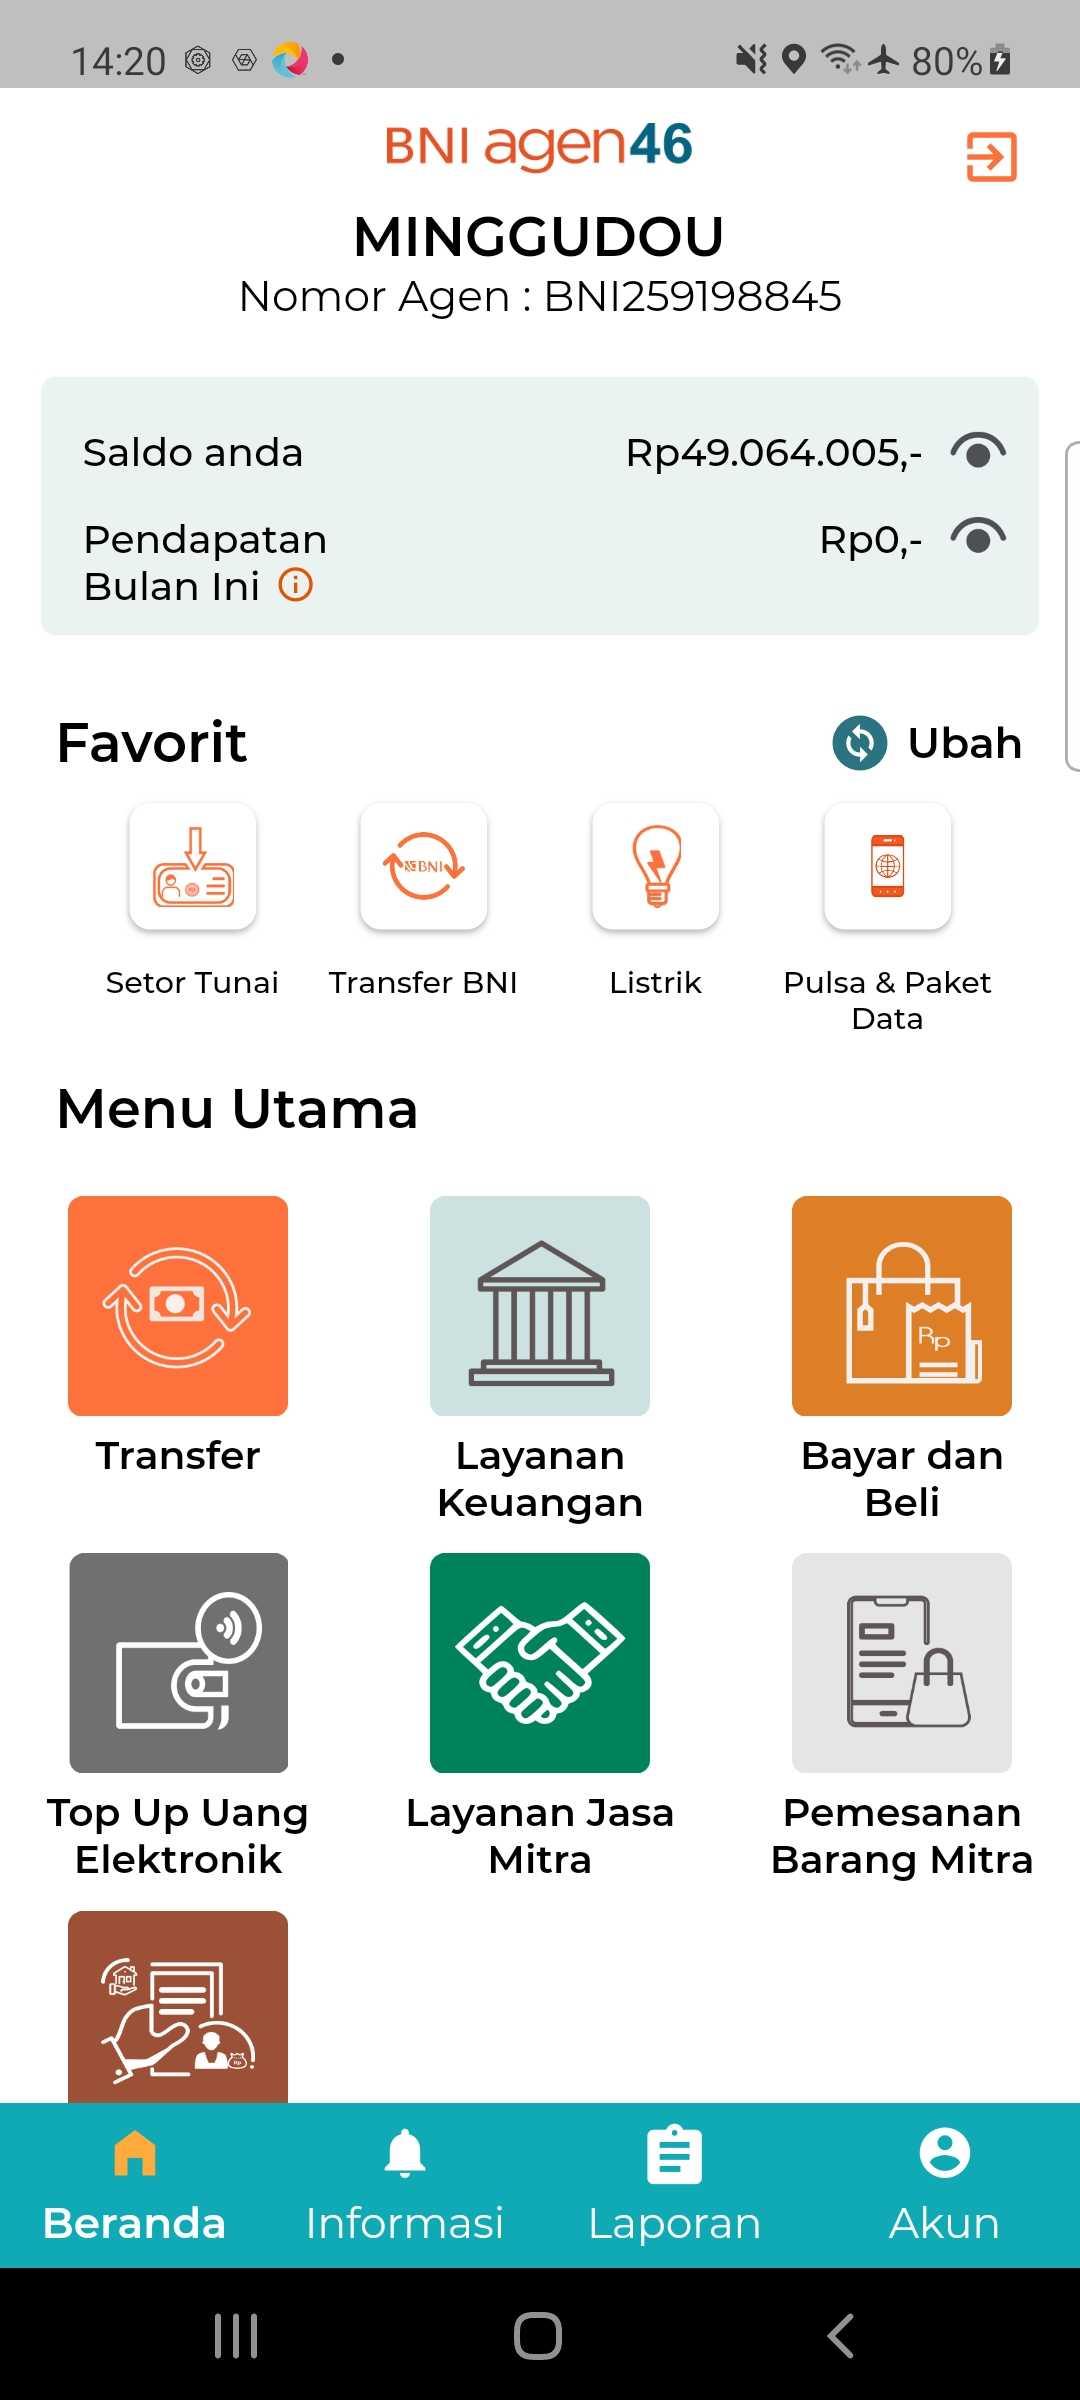 14:20
80%
BNI agen46
MINGGUDOU
Nomor Agen : BNI259198845
Saldo anda
Rp49.064.005,-
Pendapatan
Bulan Ini
Rp0,-
Favorit
Ubah
BNI
Setor Tunai
Transfer BNI
Listrik
Pulsa & Paket
Data
Menu Utama
Rp
Transfer
Layanan
Keuangan
Bayar dan
Beli
Top Up Uang
Elektronik
Layanan Jasa
Mitra
Pemesanan
Barang Mitra
Beranda
Informasi
Laporan
Akun